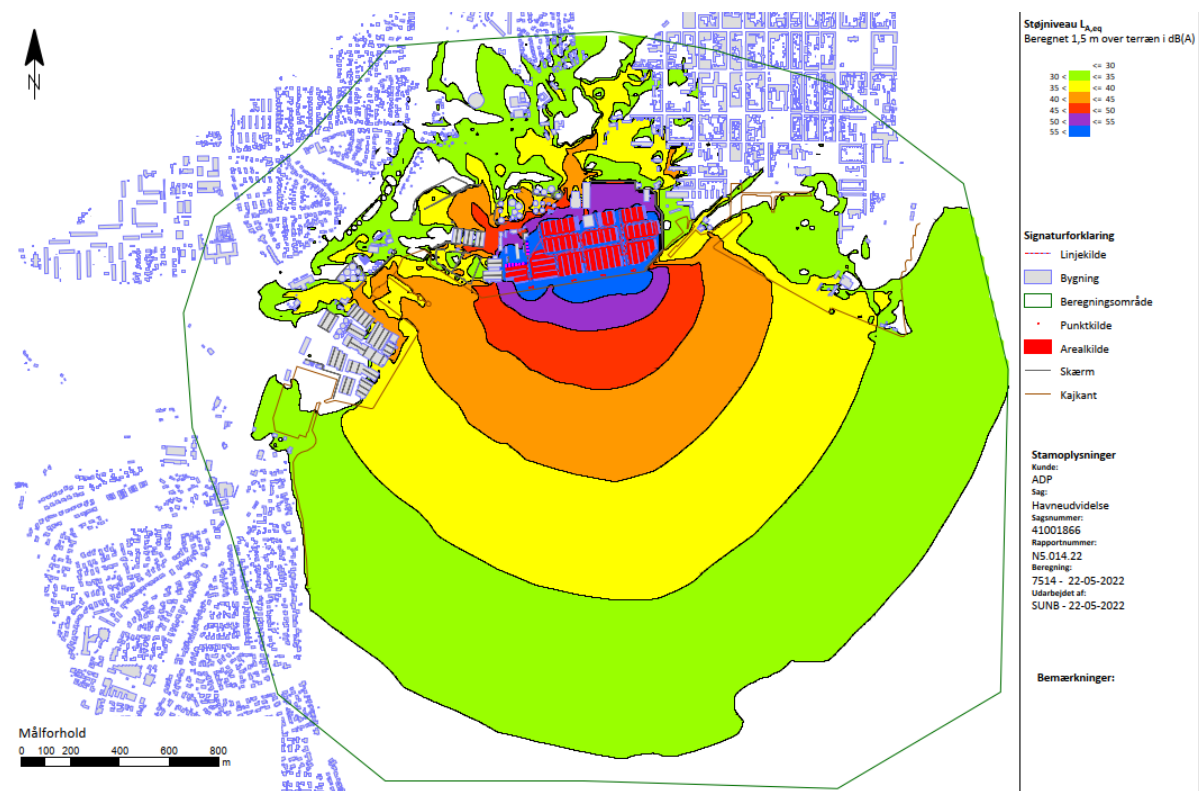 N
Støjniveau LA,eq
Beregnet 1,5 m over terræn i dB(A)
<= 30
30 < <= 35
35 < <= 40
40 < <= 45
45 < <= 50
50 < <= 55
55 <
Signaturforklaring
Linjekilde
Bygning
Beregningsområde
Punktkilde
Arealkilde
Skærm
Kajkant
Stamoplysninger
Kunde:
ADP
Sag:
Havneudvidelse
Sagsnummer:
41001866
Rapportnummer:
N5.014.22
Beregning:
7514 - 22-05-2022
Udarbejdet af:
SUNB - 22-05-2022
Bemærkninger:
Målforhold
0 100 200 400 600 800
m